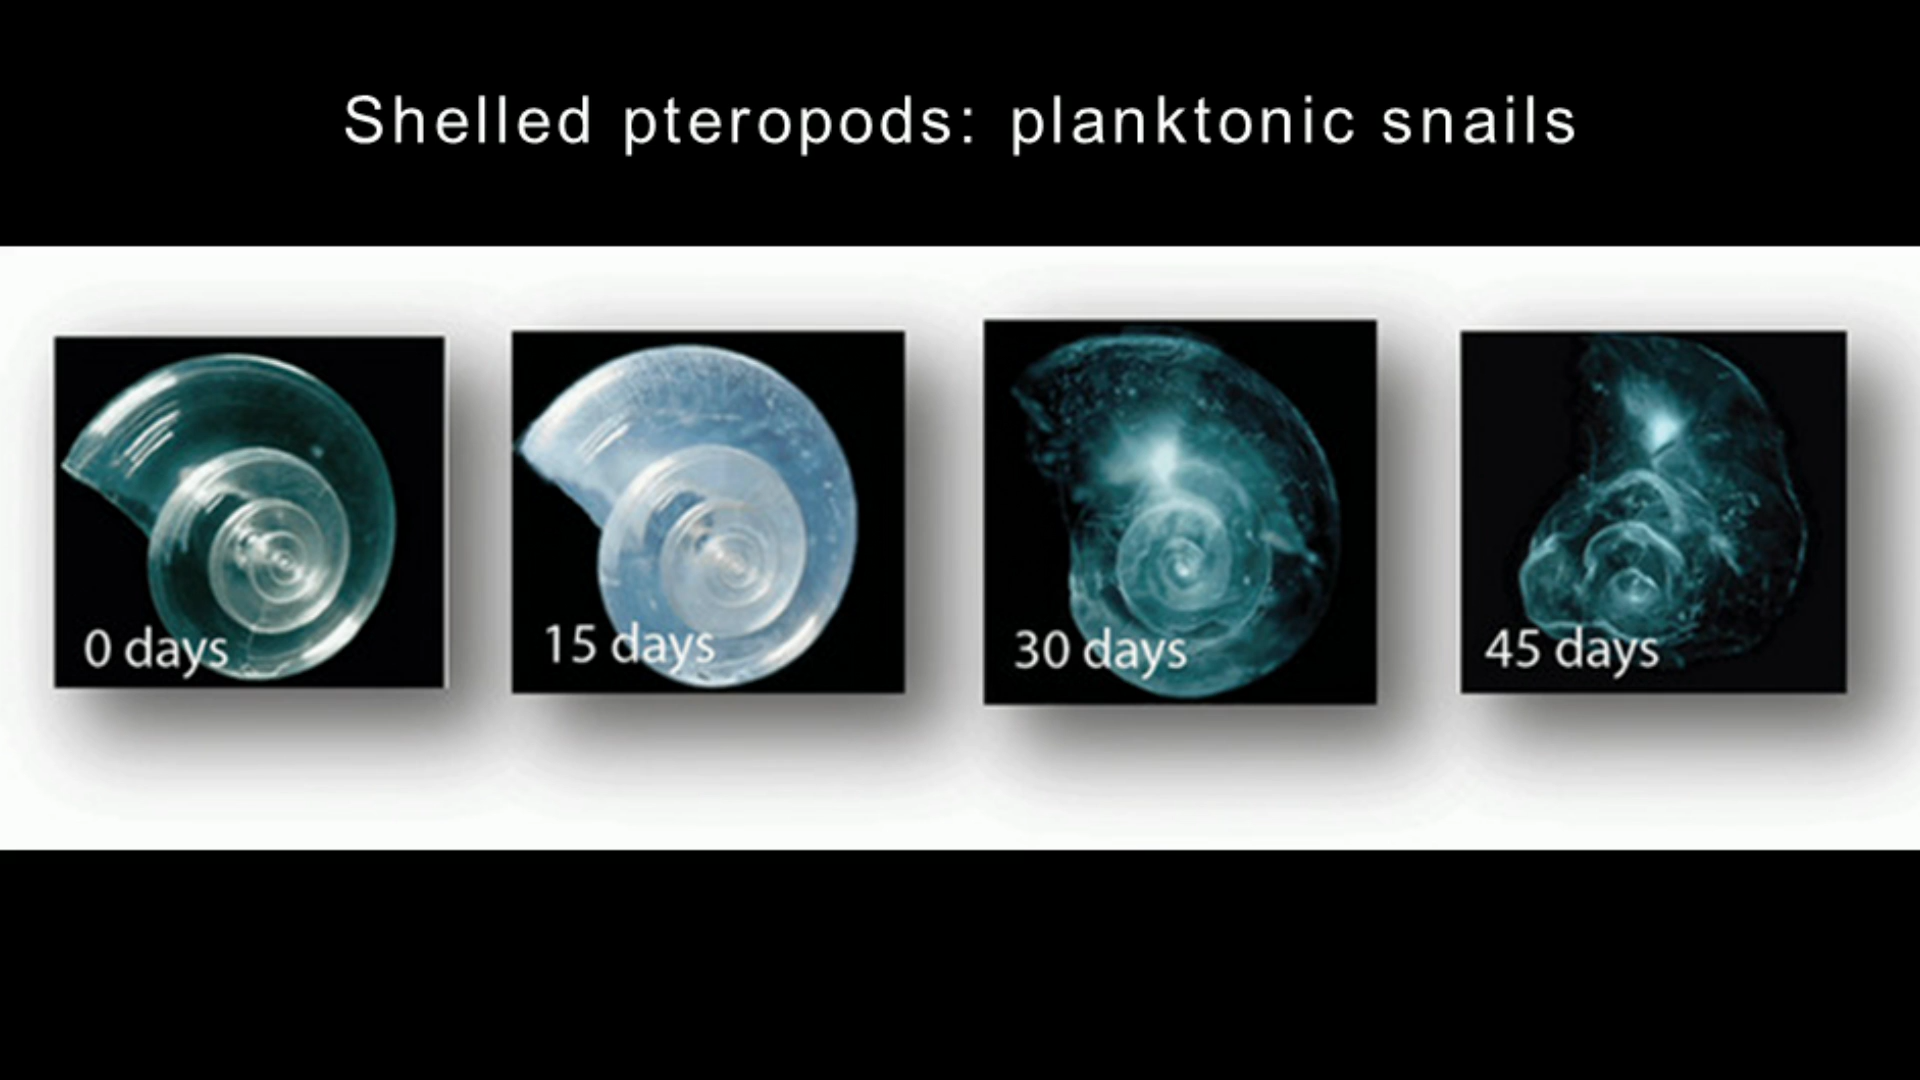 Shelled pteropods: planktonic snails
0 days
15 days
30 days
45 days